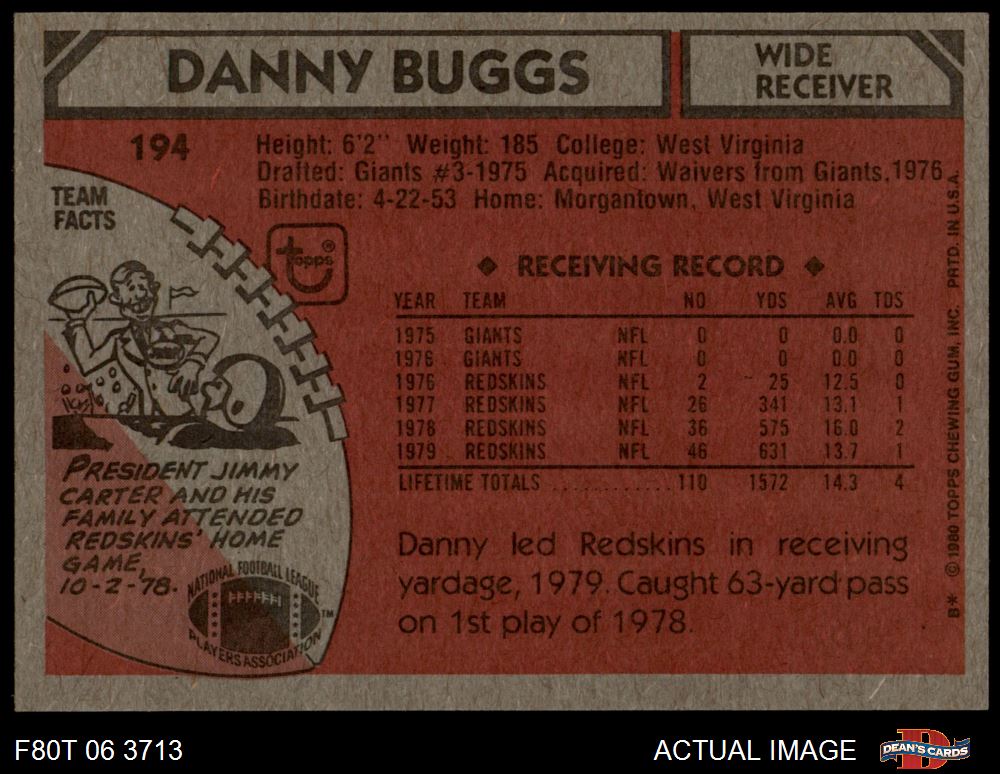 DANNY BUGGS
WIDE
RECEIVER
194
Height: 6'2" Weight: 185 College: West Virginia
Drafted: Giants #3-1975 Acquired: Waivers from Giants, 1976
Birthdate: 4-22-53 Home: Morgantown, West Virginia
TEAM
FACTS
topps®
◆ RECEIVING RECORD ◆
YEAR TEAM NO YDS AVG TDS
1975 GIANTS NFL 0 0 0.0 0
1976 GIANTS NFL 0 0 0.0 0
1976 REDSKINS NFL 2 25 12.5 0
1977 REDSKINS NFL 26 341 13.1 1
1978 REDSKINS NFL 36 575 16.0 2
1979 REDSKINS NFL 46 631 13.7 1
LIFETIME TOTALS ............ 110 1572 14.3 4
PRESIDENT JIMMY
CARTER AND HIS
FAMILY ATTENDED
REDSKINS' HOME
GAME,
10-2-78.
NATIONAL FOOTBALL LEAGUE
PLAYERS ASSOCIATION
TM
Danny led Redskins in receiving
yardage, 1979. Caught 63-yard pass
on 1st play of 1978.
B* © 1980 TOPPS CHEWING GUM, INC. PRTD. IN U.S.A.
F80T 06 3713
ACTUAL IMAGE
DEAN'S CARDS